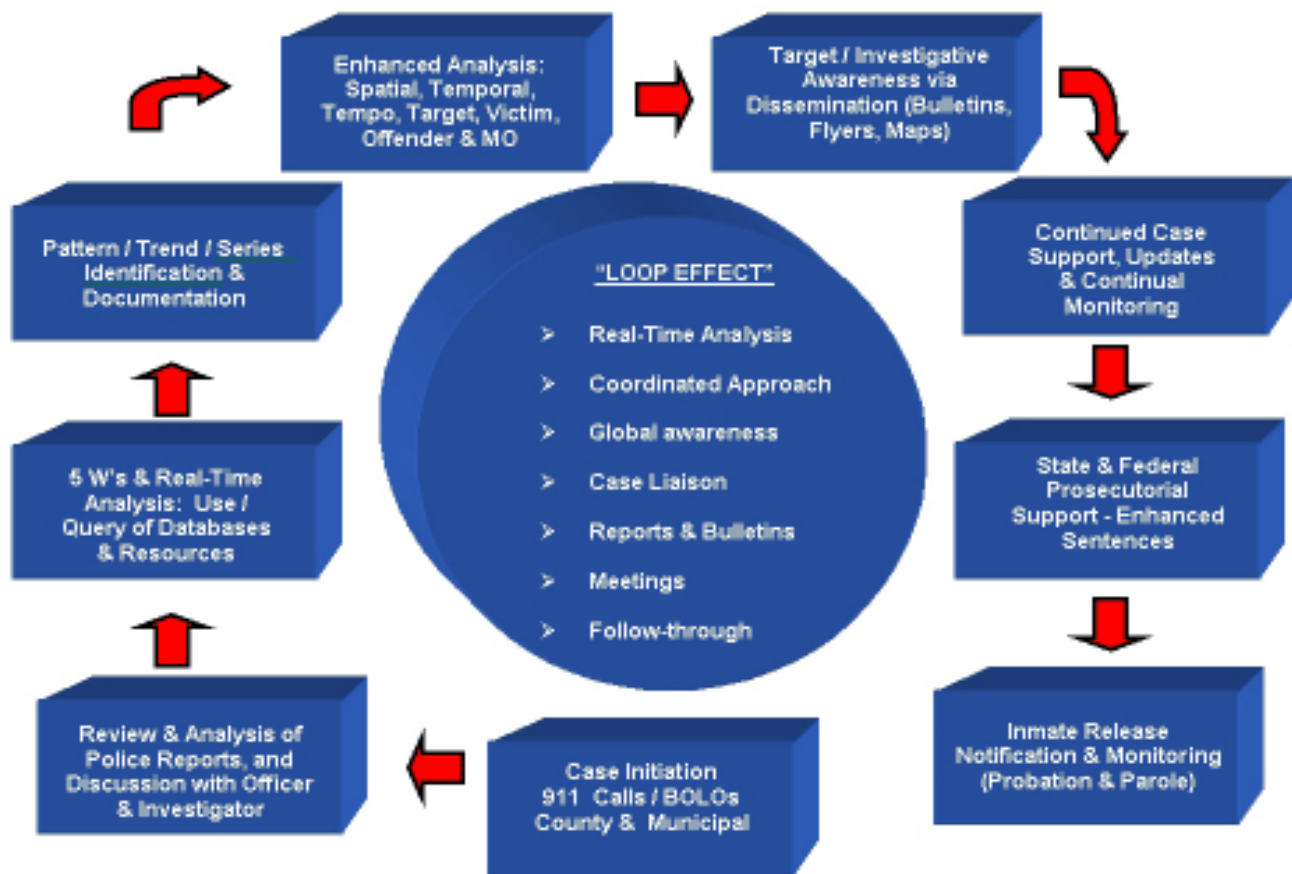 Enhanced Analysis:
Spatial, Temporal,
Tempo, Target, Victim,
Offender & MO
Target / Investigative
Awareness via
Dissemination (Bulletins,
Flyers, Maps)
Continued Case
Support, Updates
& Continual
Monitoring
State & Federal
Prosecutorial
Support - Enhanced
Sentences
Inmate Release
Notification & Monitoring
(Probation & Parole)
Case Initiation
911 Calls / BOLOs
County & Municipal
Review & Analysis of
Police Reports, and
Discussion with Officer
& Investigator
5 W's & Real-Time
Analysis: Use /
Query of Databases
& Resources
Pattern / Trend / Series
Identification &
Documentation
"LOOP EFFECT"
➢ Real-Time Analysis
➢ Coordinated Approach
➢ Global awareness
➢ Case Liaison
➢ Reports & Bulletins
➢ Meetings
➢ Follow-through